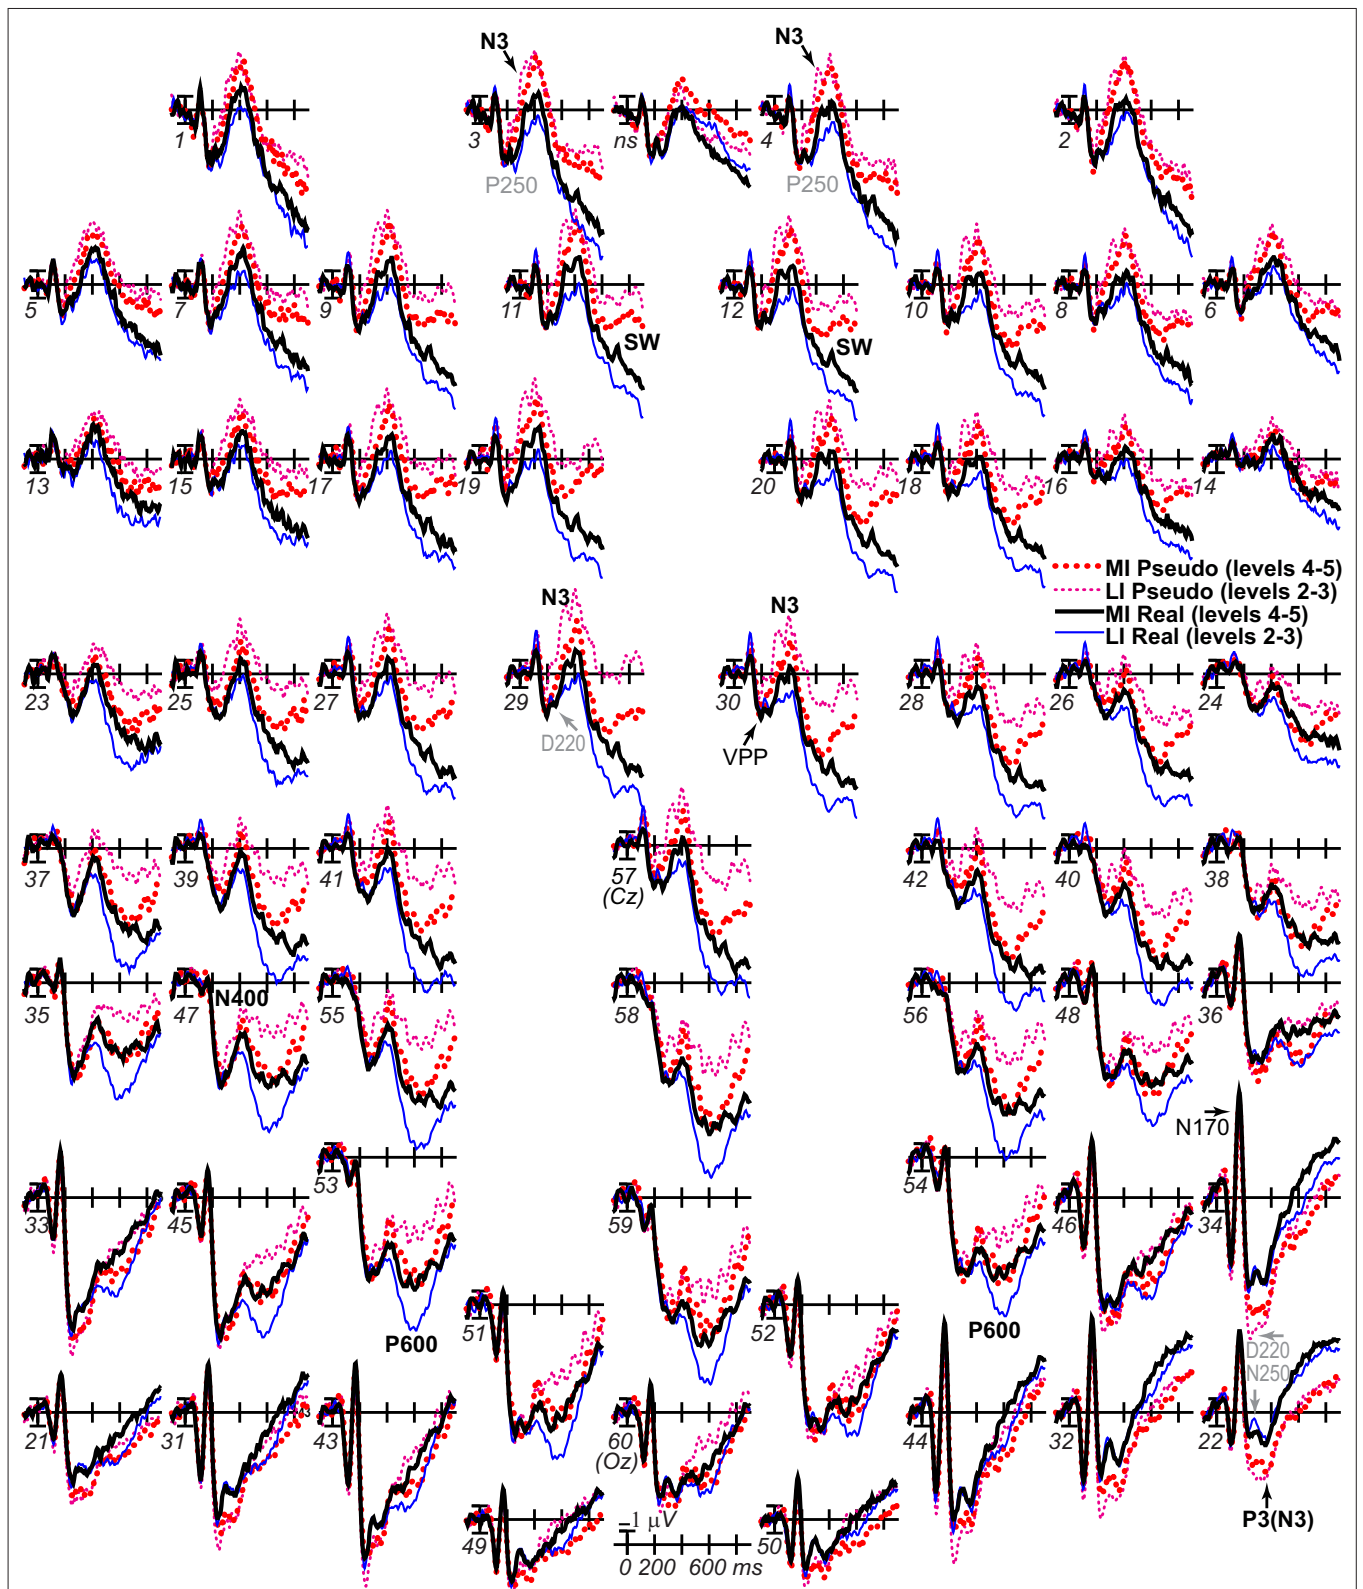 N3 N3
1 3 ns 4 2
P250 P250
5 7 9 11 12 10 8 6
SW SW
13 15 17 19 20 18 16 14
MI Pseudo (levels 4-5)
LI Pseudo (levels 2-3)
MI Real (levels 4-5)
LI Real (levels 2-3)
N3 N3
23 25 27 29 30 28 26 24
D220 VPP
37 39 41 57 42 40 38
(Cz)
N400
35 47 55 58 56 48 36
N170
53 54
33 45 59 46 34
51 52
P600 P600
D220
N250
21 31 43 60 44 32 22
(Oz)
P3(N3)
1 µV
49 50
0 200 600 ms